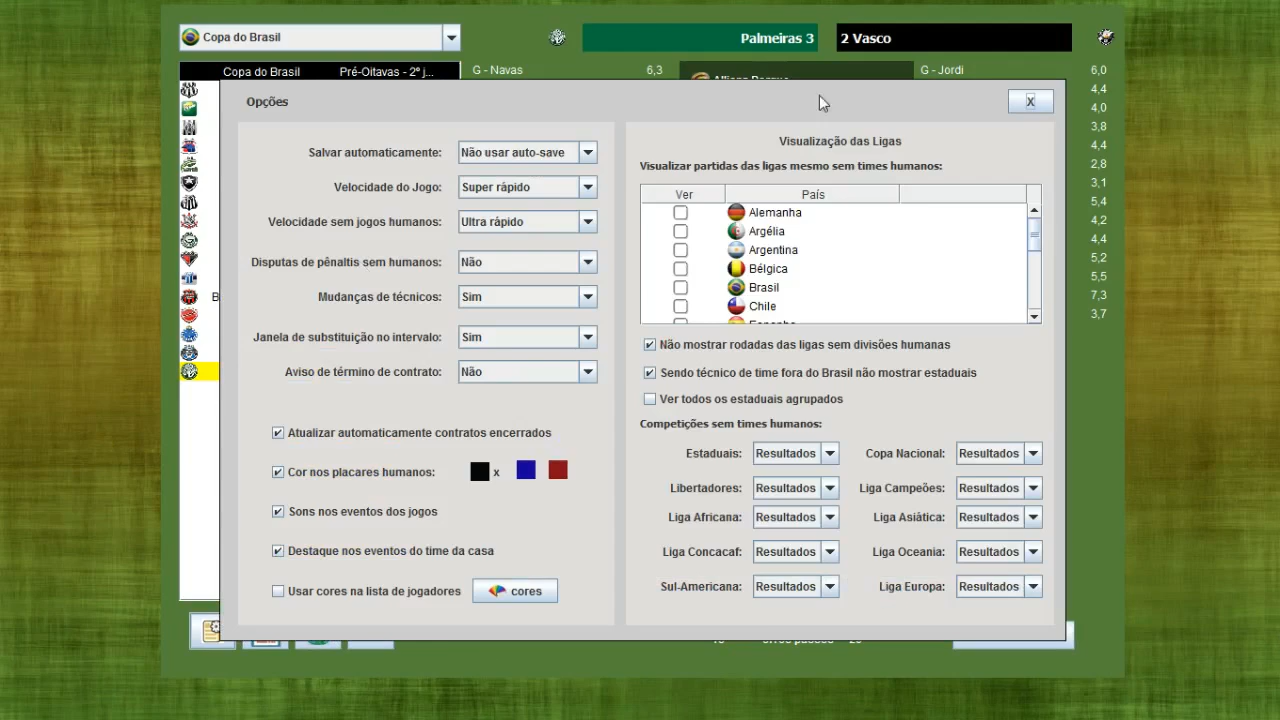 Copa do Brasil
Palmeiras 3
2 Vasco
Copa do Brasil Pré-Oitavas - 2º j...
G - Navas 6,3
G - Jordi 6,0
4,4
4,0
3,8
4,4
2,8
3,1
5,4
4,2
4,4
5,2
5,5
7,3
3,7
B
Opções
X
Salvar automaticamente: Não usar auto-save
Velocidade do Jogo: Super rápido
Velocidade sem jogos humanos: Ultra rápido
Disputas de pênaltis sem humanos: Não
Mudanças de técnicos: Sim
Janela de substituição no intervalo: Sim
Aviso de término de contrato: Não
Atualizar automaticamente contratos encerrados
Cor nos placares humanos: x
Sons nos eventos dos jogos
Destaque nos eventos do time da casa
Usar cores na lista de jogadores cores
Visualização das Ligas
Visualizar partidas das ligas mesmo sem times humanos:
Ver País
Alemanha
Argélia
Argentina
Bélgica
Brasil
Chile
Não mostrar rodadas das ligas sem divisões humanas
Sendo técnico de time fora do Brasil não mostrar estaduais
Ver todos os estaduais agrupados
Competições sem times humanos:
Estaduais: Resultados Copa Nacional: Resultados
Libertadores: Resultados Liga Campeões: Resultados
Liga Africana: Resultados Liga Asiática: Resultados
Liga Concacaf: Resultados Liga Oceania: Resultados
Sul-Americana: Resultados Liga Europa: Resultados